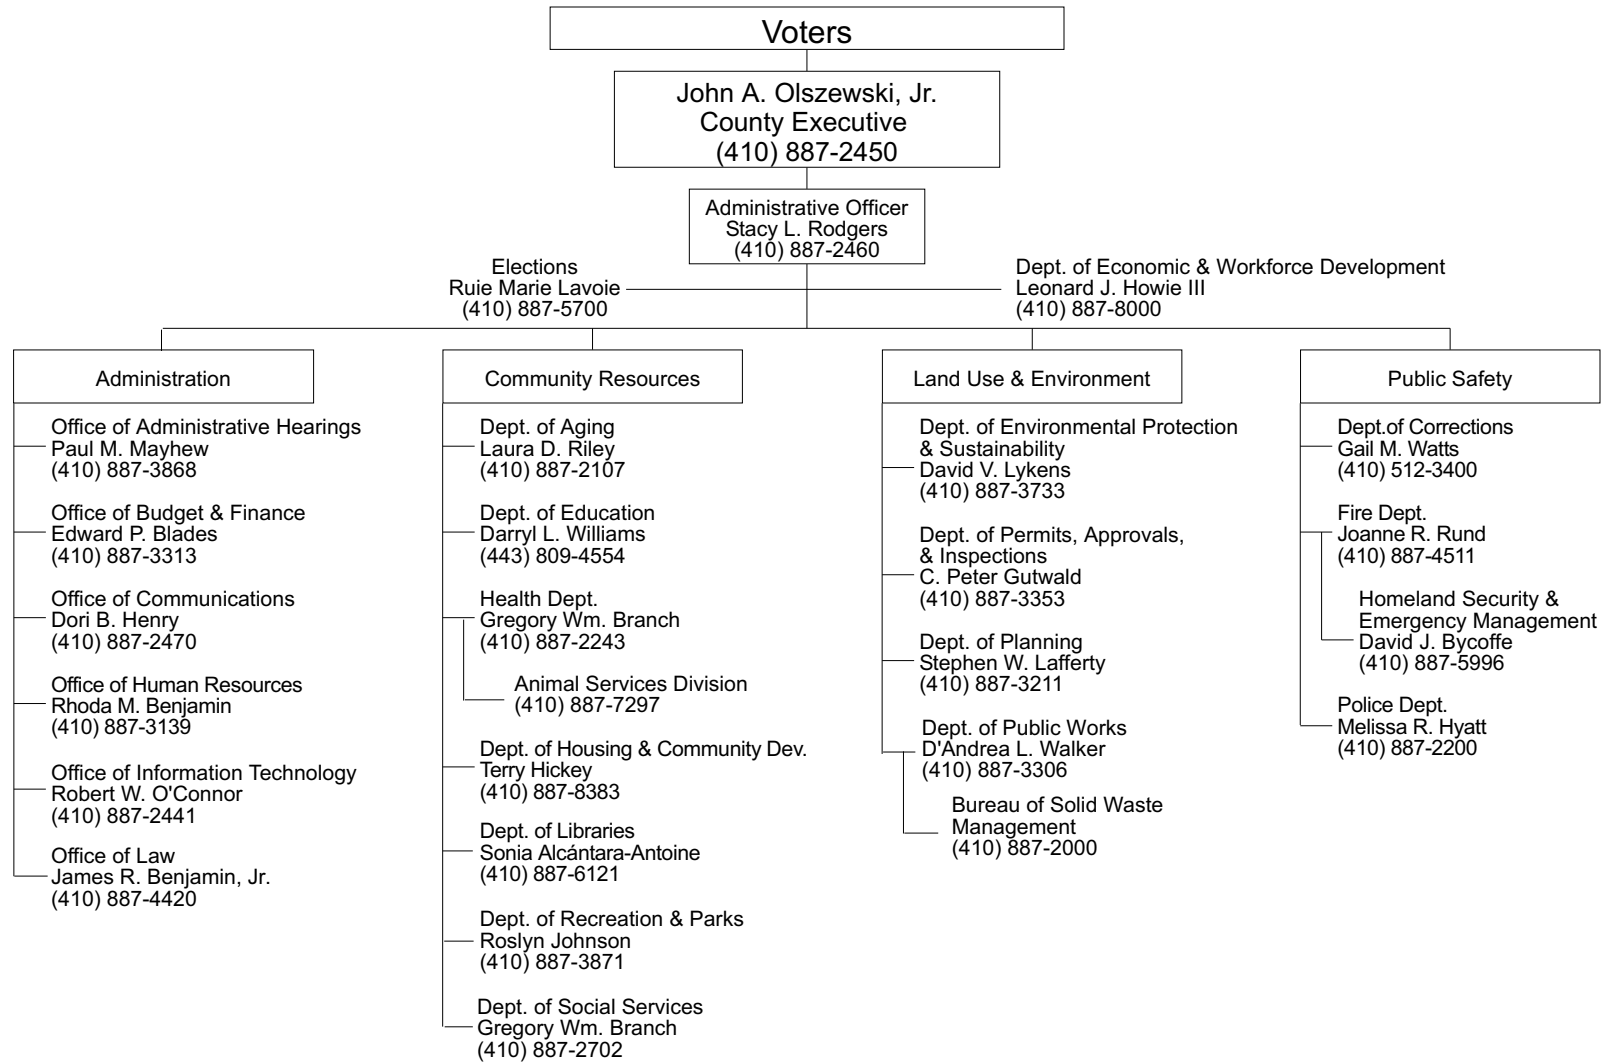 Voters
John A. Olszewski, Jr.
County Executive
(410) 887-2450
Administrative Officer
Stacy L. Rodgers
(410) 887-2460
Elections
Ruie Marie Lavoie
(410) 887-5700
Dept. of Economic & Workforce Development
Leonard J. Howie III
(410) 887-8000
Administration
Office of Administrative Hearings
Paul M. Mayhew
(410) 887-3868
Office of Budget & Finance
Edward P. Blades
(410) 887-3313
Office of Communications
Dori B. Henry
(410) 887-2470
Office of Human Resources
Rhoda M. Benjamin
(410) 887-3139
Office of Information Technology
Robert W. O'Connor
(410) 887-2441
Office of Law
James R. Benjamin, Jr.
(410) 887-4420
Community Resources
Dept. of Aging
Laura D. Riley
(410) 887-2107
Dept. of Education
Darryl L. Williams
(443) 809-4554
Health Dept.
Gregory Wm. Branch
(410) 887-2243
Animal Services Division
(410) 887-7297
Dept. of Housing & Community Dev.
Terry Hickey
(410) 887-8383
Dept. of Libraries
Sonia Alcántara-Antoine
(410) 887-6121
Dept. of Recreation & Parks
Roslyn Johnson
(410) 887-3871
Dept. of Social Services
Gregory Wm. Branch
(410) 887-2702
Land Use & Environment
Dept. of Environmental Protection
& Sustainability
David V. Lykens
(410) 887-3733
Dept. of Permits, Approvals,
& Inspections
C. Peter Gutwald
(410) 887-3353
Dept. of Planning
Stephen W. Lafferty
(410) 887-3211
Dept. of Public Works
D'Andrea L. Walker
(410) 887-3306
Bureau of Solid Waste
Management
(410) 887-2000
Public Safety
Dept.of Corrections
Gail M. Watts
(410) 512-3400
Fire Dept.
Joanne R. Rund
(410) 887-4511
Homeland Security &
Emergency Management
David J. Bycoffe
(410) 887-5996
Police Dept.
Melissa R. Hyatt
(410) 887-2200